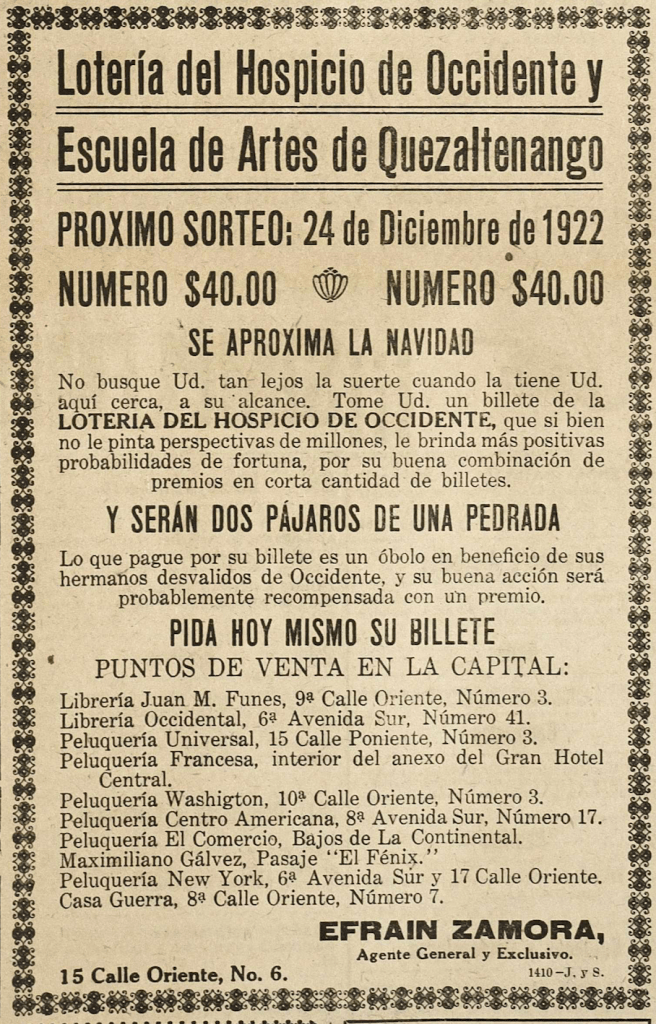 Lotería del Hospicio de Occidente y
Escuela de Artes de Quezaltenango
PROXIMO SORTEO: 24 de Diciembre de 1922
NUMERO $40.00 NUMERO $40.00
SE APROXIMA LA NAVIDAD
No busque Ud. tan lejos la suerte cuando la tiene Ud.
aquí cerca, a su alcance. Tome Ud. un billete de la
LOTERIA DEL HOSPICIO DE OCCIDENTE, que si bien
no le pinta perspectivas de millones, le brinda más positivas
probabilidades de fortuna, por su buena combinación de
premios en corta cantidad de billetes.
Y SERÁN DOS PÁJAROS DE UNA PEDRADA
Lo que pague por su billete es un óbolo en beneficio de sus
hermanos desvalidos de Occidente, y su buena acción será
probablemente recompensada con un premio.
PIDA HOY MISMO SU BILLETE
PUNTOS DE VENTA EN LA CAPITAL:
Librería Juan M. Funes, 9ª Calle Oriente, Número 3.
Librería Occidental, 6ª Avenida Sur, Número 41.
Peluquería Universal, 15 Calle Poniente, Número 3.
Peluquería Francesa, interior del anexo del Gran Hotel
Central.
Peluquería Washigton, 10ª Calle Oriente, Número 3.
Peluquería Centro Americana, 8ª Avenida Sur, Número 17.
Peluquería El Comercio, Bajos de La Continental.
Maximiliano Gálvez, Pasaje "El Fénix."
Peluquería New York, 6ª Avenida Sur y 17 Calle Oriente.
Casa Guerra, 8ª Calle Oriente, Número 7.
EFRAIN ZAMORA,
Agente General y Exclusivo.
15 Calle Oriente, No. 6. 1410—J. y S.